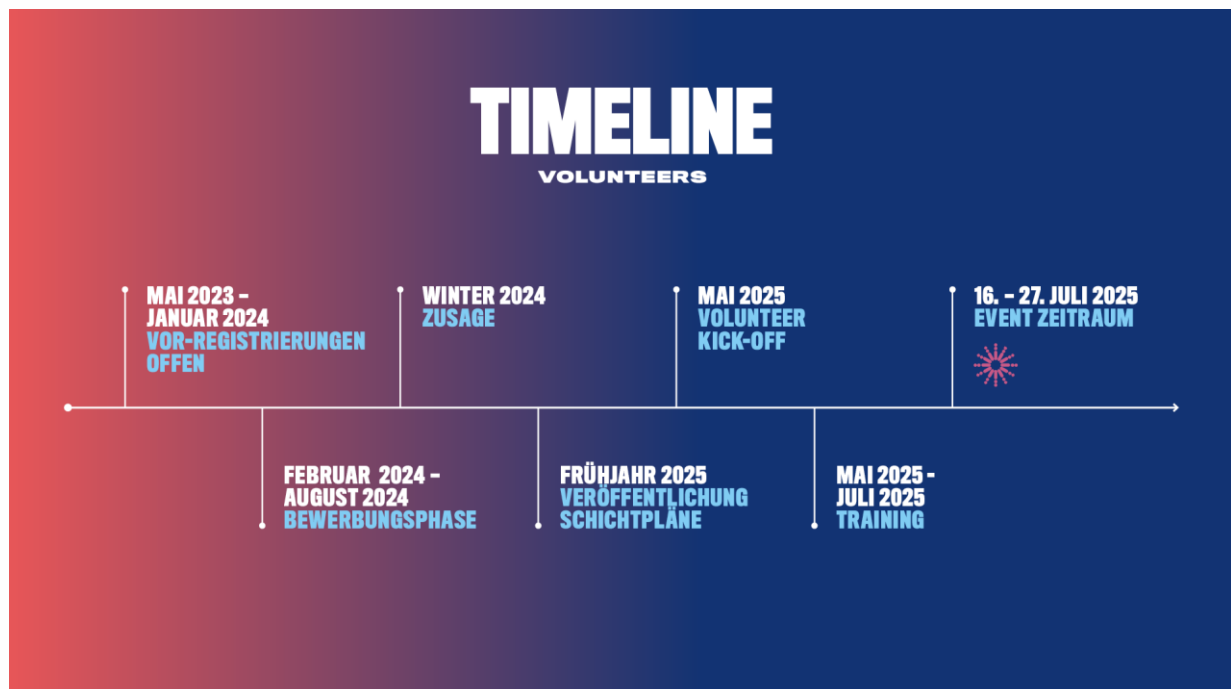 TIMELINE
VOLUNTEERS
MAI 2023 –
JANUAR 2024
VOR-REGISTRIERUNGEN
OFFEN
FEBRUAR 2024 –
AUGUST 2024
BEWERBUNGSPHASE
WINTER 2024
ZUSAGE
FRÜHJAHR 2025
VERÖFFENTLICHUNG
SCHICHTPLÄNE
MAI 2025
VOLUNTEER
KICK-OFF
MAI 2025 -
JULI 2025
TRAINING
16. – 27. JULI 2025
EVENT ZEITRAUM